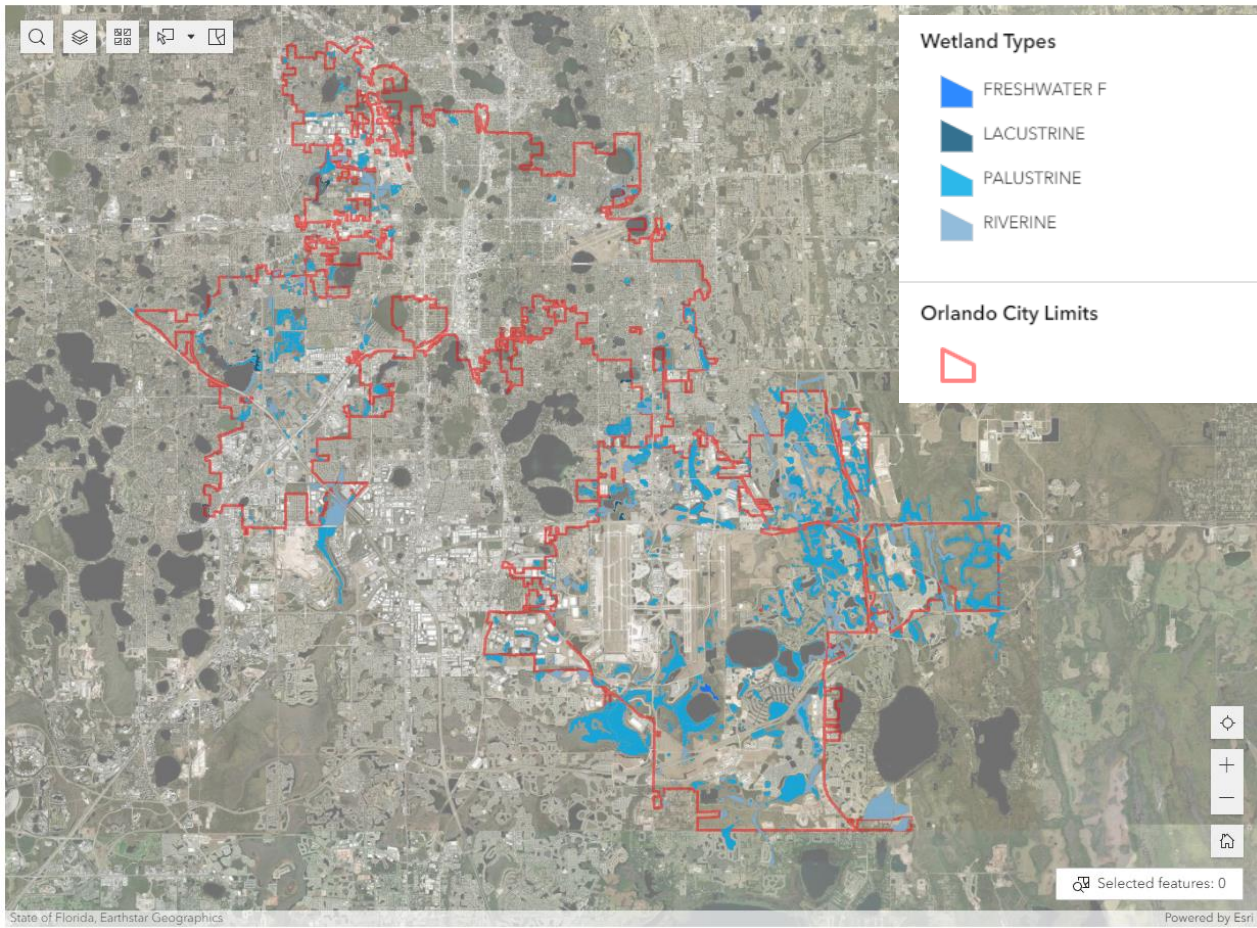 Wetland Types
FRESHWATER F
LACUSTRINE
PALUSTRINE
RIVERINE
Orlando City Limits
Selected features: 0
State of Florida, Earthstar Geographics
Powered by Esri